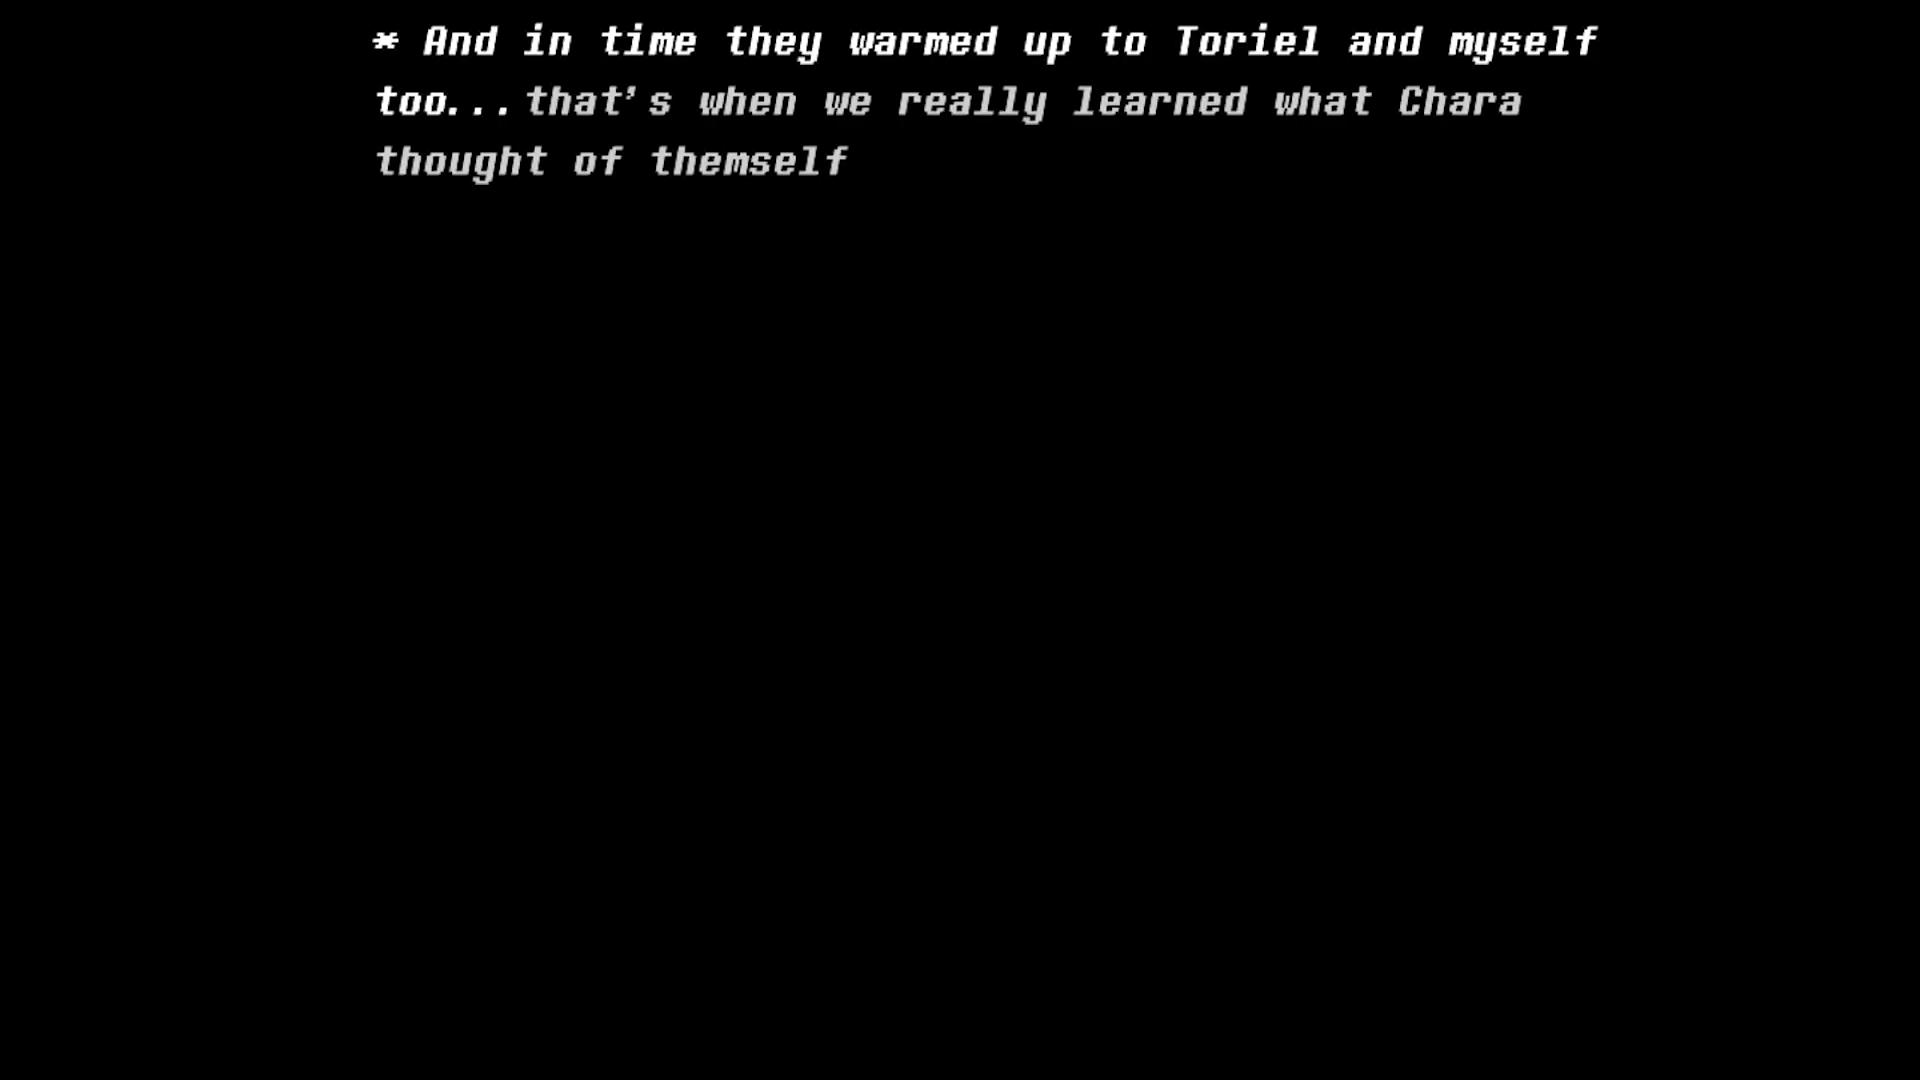 * And in time they warmed up to Toriel and myself
too...that's when we really learned what Chara
thought of themself